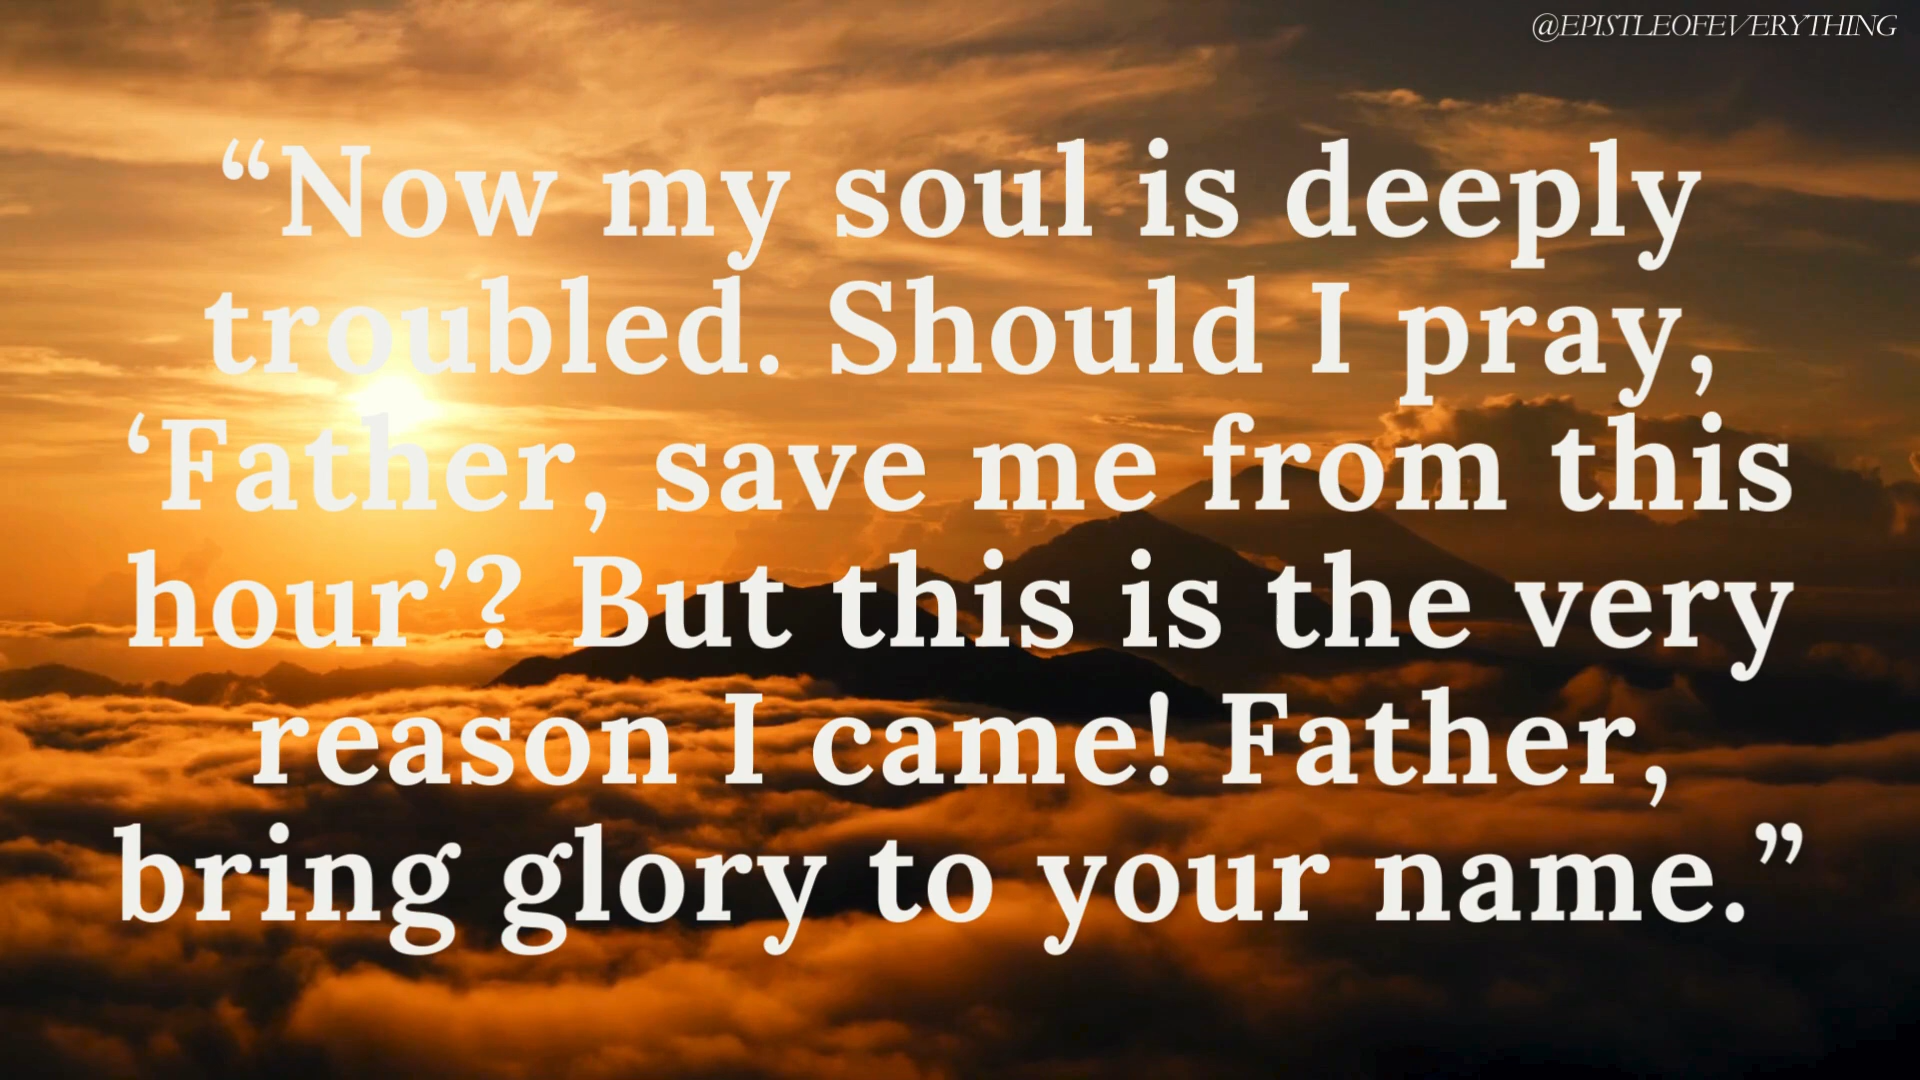 @EPISTLEOFEVERYTHING
“Now my soul is deeply
troubled. Should I pray,
‘Father, save me from this
hour’? But this is the very
reason I came! Father,
bring glory to your name.”